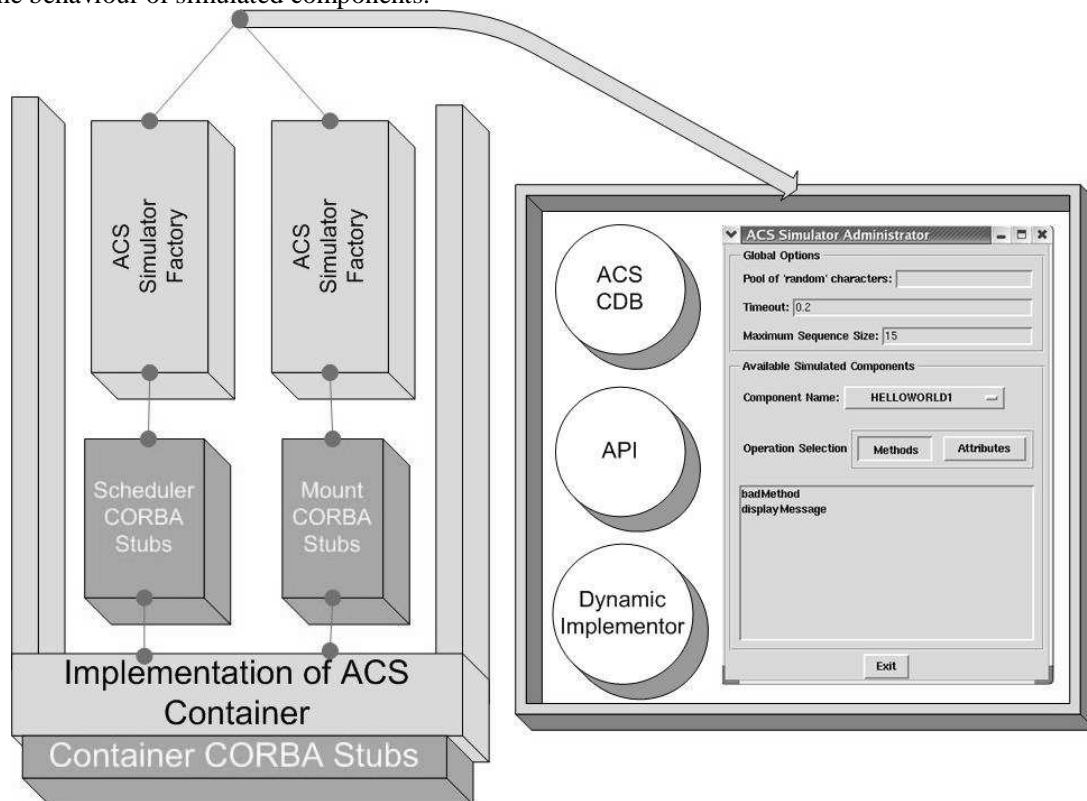 the behaviour of simulated components.
ACS
Simulator
Factory
ACS
Simulator
Factory
Scheduler
CORBA
Stubs
Mount
CORBA
Stubs
Implementation of ACS
Container
Container CORBA Stubs
ACS
CDB
API
Dynamic
Implementor
ACS Simulator Administrator
Global Options
Pool of 'random' characters:
Timeout: 0.2
Maximum Sequence Size: 15
Available Simulated Components
Component Name: HELLOWORLD1
Operation Selection Methods Attributes
badMethod
displayMessage
Exit